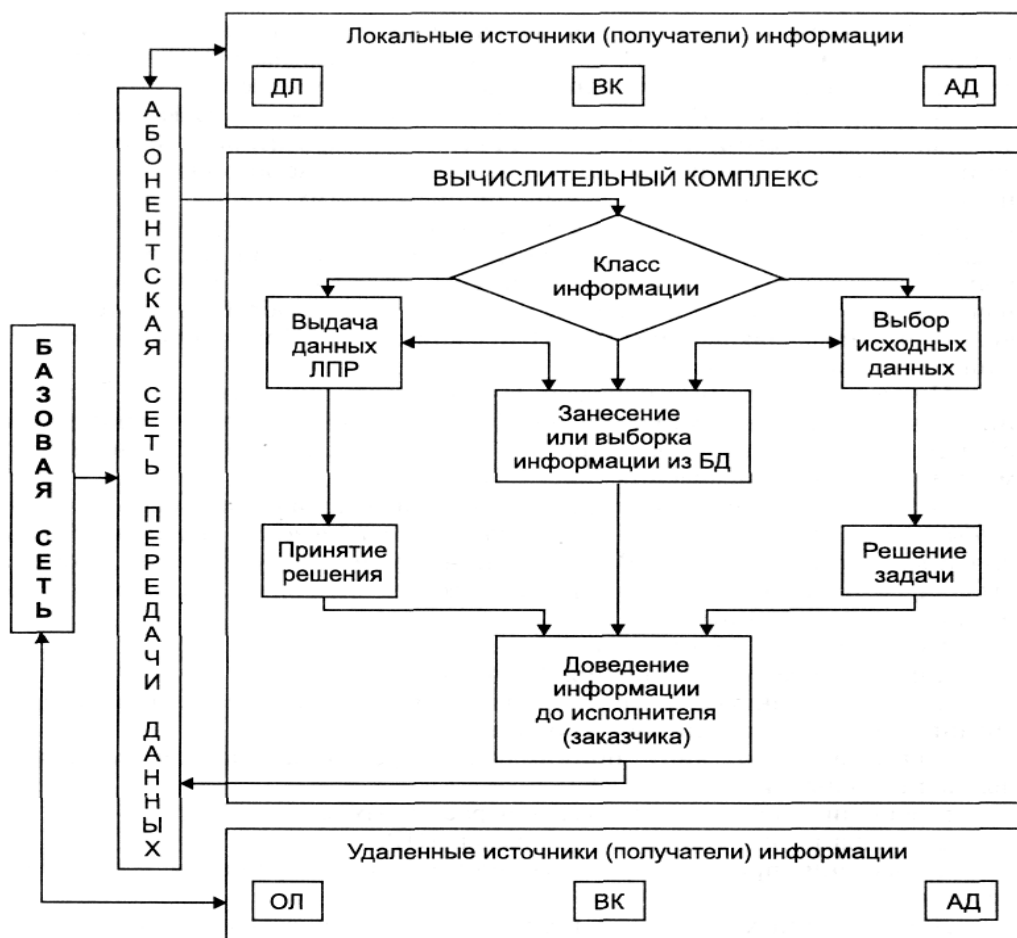 Локальные источники (получатели) информации
ДЛ
ВК
АД
АБОНЕНТСКАЯ СЕТЬ ПЕРЕДАЧИ ДАННЫХ
БАЗОВАЯ СЕТЬ
ВЫЧИСЛИТЕЛЬНЫЙ КОМПЛЕКС
Класс
информации
Выдача
данных
ЛПР
Выбор
исходных
данных
Занесение
или выборка
информации из БД
Принятие
решения
Решение
задачи
Доведение
информации
до исполнителя
(заказчика)
Удаленные источники (получатели) информации
ОЛ
ВК
АД